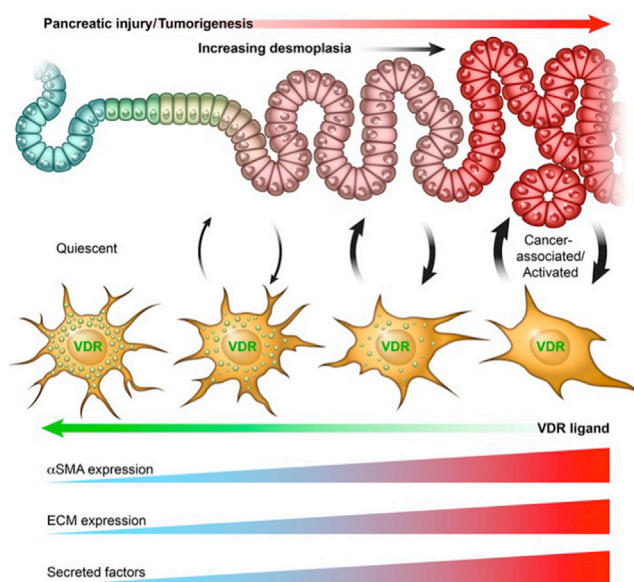 Pancreatic injury/Tumorigenesis
Increasing desmoplasia
Quiescent
Cancer-
associated/
Activated
VDR
VDR
VDR
VDR
VDR ligand
αSMA expression
ECM expression
Secreted factors